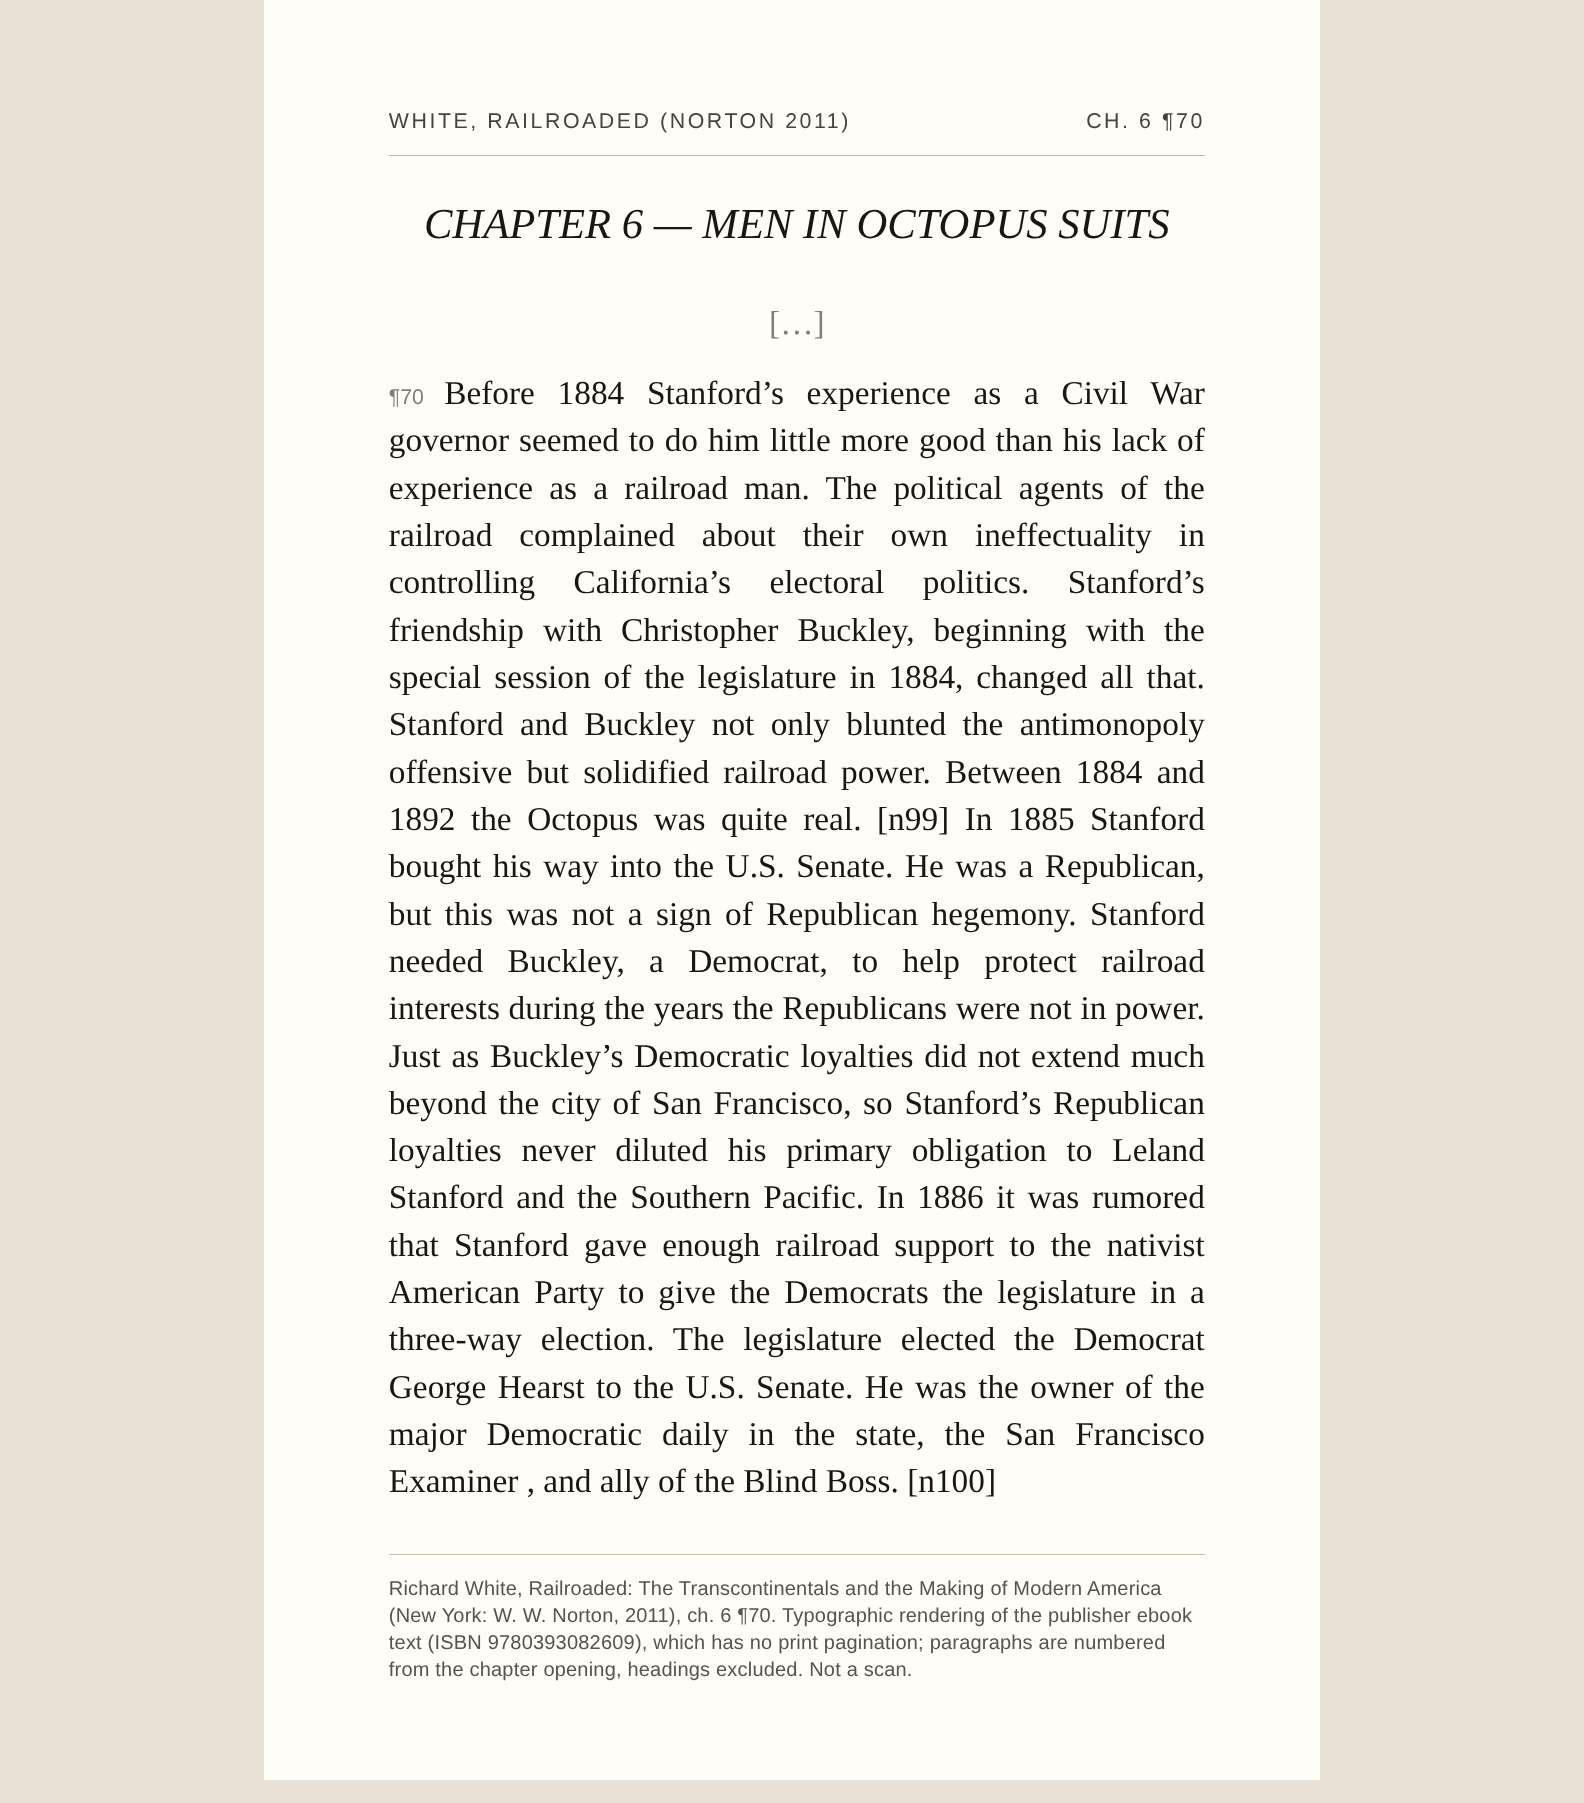 WHITE, RAILROADED (NORTON 2011)
CH. 6 ¶70
CHAPTER 6 — MEN IN OCTOPUS SUITS
[…]
¶70 Before 1884 Stanford’s experience as a Civil War
governor seemed to do him little more good than his lack of
experience as a railroad man. The political agents of the
railroad complained about their own ineffectuality in
controlling California’s electoral politics. Stanford’s
friendship with Christopher Buckley, beginning with the
special session of the legislature in 1884, changed all that.
Stanford and Buckley not only blunted the antimonopoly
offensive but solidified railroad power. Between 1884 and
1892 the Octopus was quite real. [n99] In 1885 Stanford
bought his way into the U.S. Senate. He was a Republican,
but this was not a sign of Republican hegemony. Stanford
needed Buckley, a Democrat, to help protect railroad
interests during the years the Republicans were not in power.
Just as Buckley’s Democratic loyalties did not extend much
beyond the city of San Francisco, so Stanford’s Republican
loyalties never diluted his primary obligation to Leland
Stanford and the Southern Pacific. In 1886 it was rumored
that Stanford gave enough railroad support to the nativist
American Party to give the Democrats the legislature in a
three-way election. The legislature elected the Democrat
George Hearst to the U.S. Senate. He was the owner of the
major Democratic daily in the state, the San Francisco
Examiner , and ally of the Blind Boss. [n100]
Richard White, Railroaded: The Transcontinentals and the Making of Modern America
(New York: W. W. Norton, 2011), ch. 6 ¶70. Typographic rendering of the publisher ebook
text (ISBN 9780393082609), which has no print pagination; paragraphs are numbered
from the chapter opening, headings excluded. Not a scan.